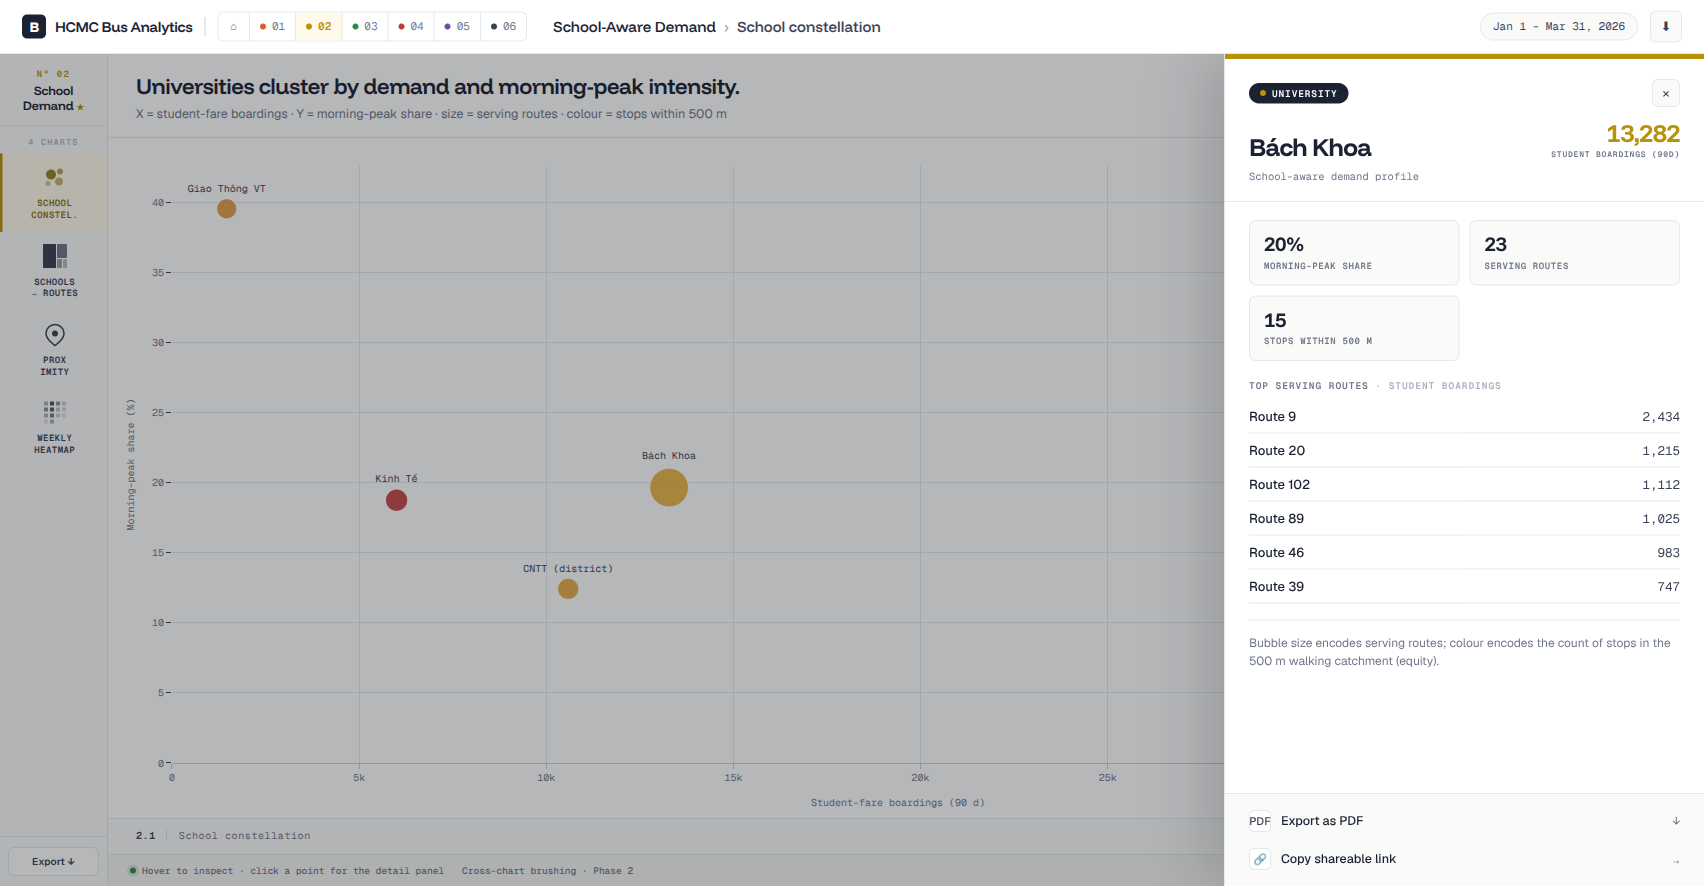 B HCMC Bus Analytics
⌂ 01 02 03 04 05 06
School-Aware Demand › School constellation
Jan 1 – Mar 31, 2026 ⬇
N° 02
School
Demand ★
4 CHARTS
SCHOOL
CONSTEL.
SCHOOLS
→ ROUTES
PROX
IMITY
WEEKLY
HEATMAP
Export ↓
Universities cluster by demand and morning-peak intensity.
X = student-fare boardings · Y = morning-peak share · size = serving routes · colour = stops within 500 m
Morning-peak share (%)
40
35
30
25
20
15
10
5
0
Giao Thông VT
Bách Khoa
Kinh Tế
CNTT (district)
0 5k 10k 15k 20k 25k
Student-fare boardings (90 d)
2.1 School constellation
Hover to inspect · click a point for the detail panel Cross-chart brushing · Phase 2
UNIVERSITY
×
Bách Khoa
13,282
STUDENT BOARDINGS (90D)
School-aware demand profile
20%
MORNING-PEAK SHARE
23
SERVING ROUTES
15
STOPS WITHIN 500 M
TOP SERVING ROUTES · STUDENT BOARDINGS
Route 9 2,434
Route 20 1,215
Route 102 1,112
Route 89 1,025
Route 46 983
Route 39 747
Bubble size encodes serving routes; colour encodes the count of stops in the
500 m walking catchment (equity).
PDF Export as PDF ↓
🔗 Copy shareable link →